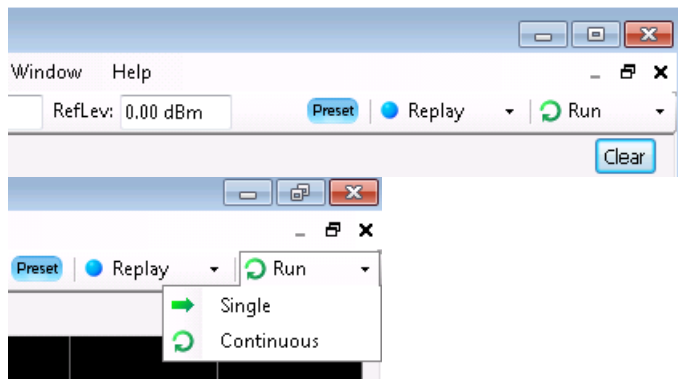 Window Help
RefLev: 0.00 dBm Preset Replay Run
Clear
Preset Replay Run
Single
Continuous